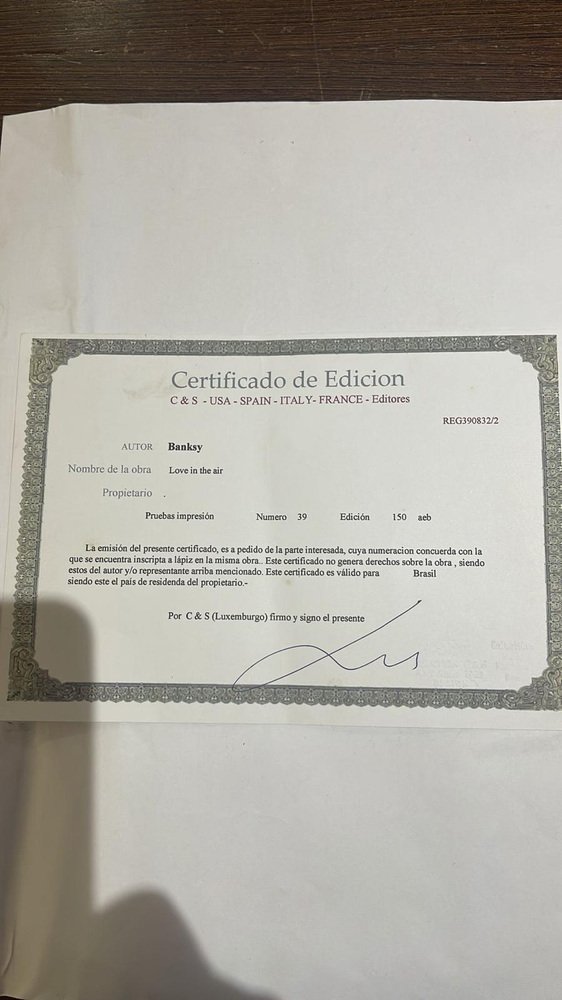 Certificado de Edicion
C & S - USA - SPAIN - ITALY- FRANCE - Editores
REG390832/2
AUTOR Banksy
Nombre de la obra Love in the air
Propietario .
Pruebas impresión Numero 39 Edición 150 aeb
La emisión del presente certificado, es a pedido de la parte interesada, cuya numeracion concuerda con la
que se encuentra inscripta a lápiz en la misma obra.. Este certificado no genera derechos sobre la obra , siendo
estos del autor y/o representante arriba mencionado. Este certificado es válido para Brasil
siendo este el país de residenda del propietario.-
Por C & S (Luxemburgo) firmo y signo el presente